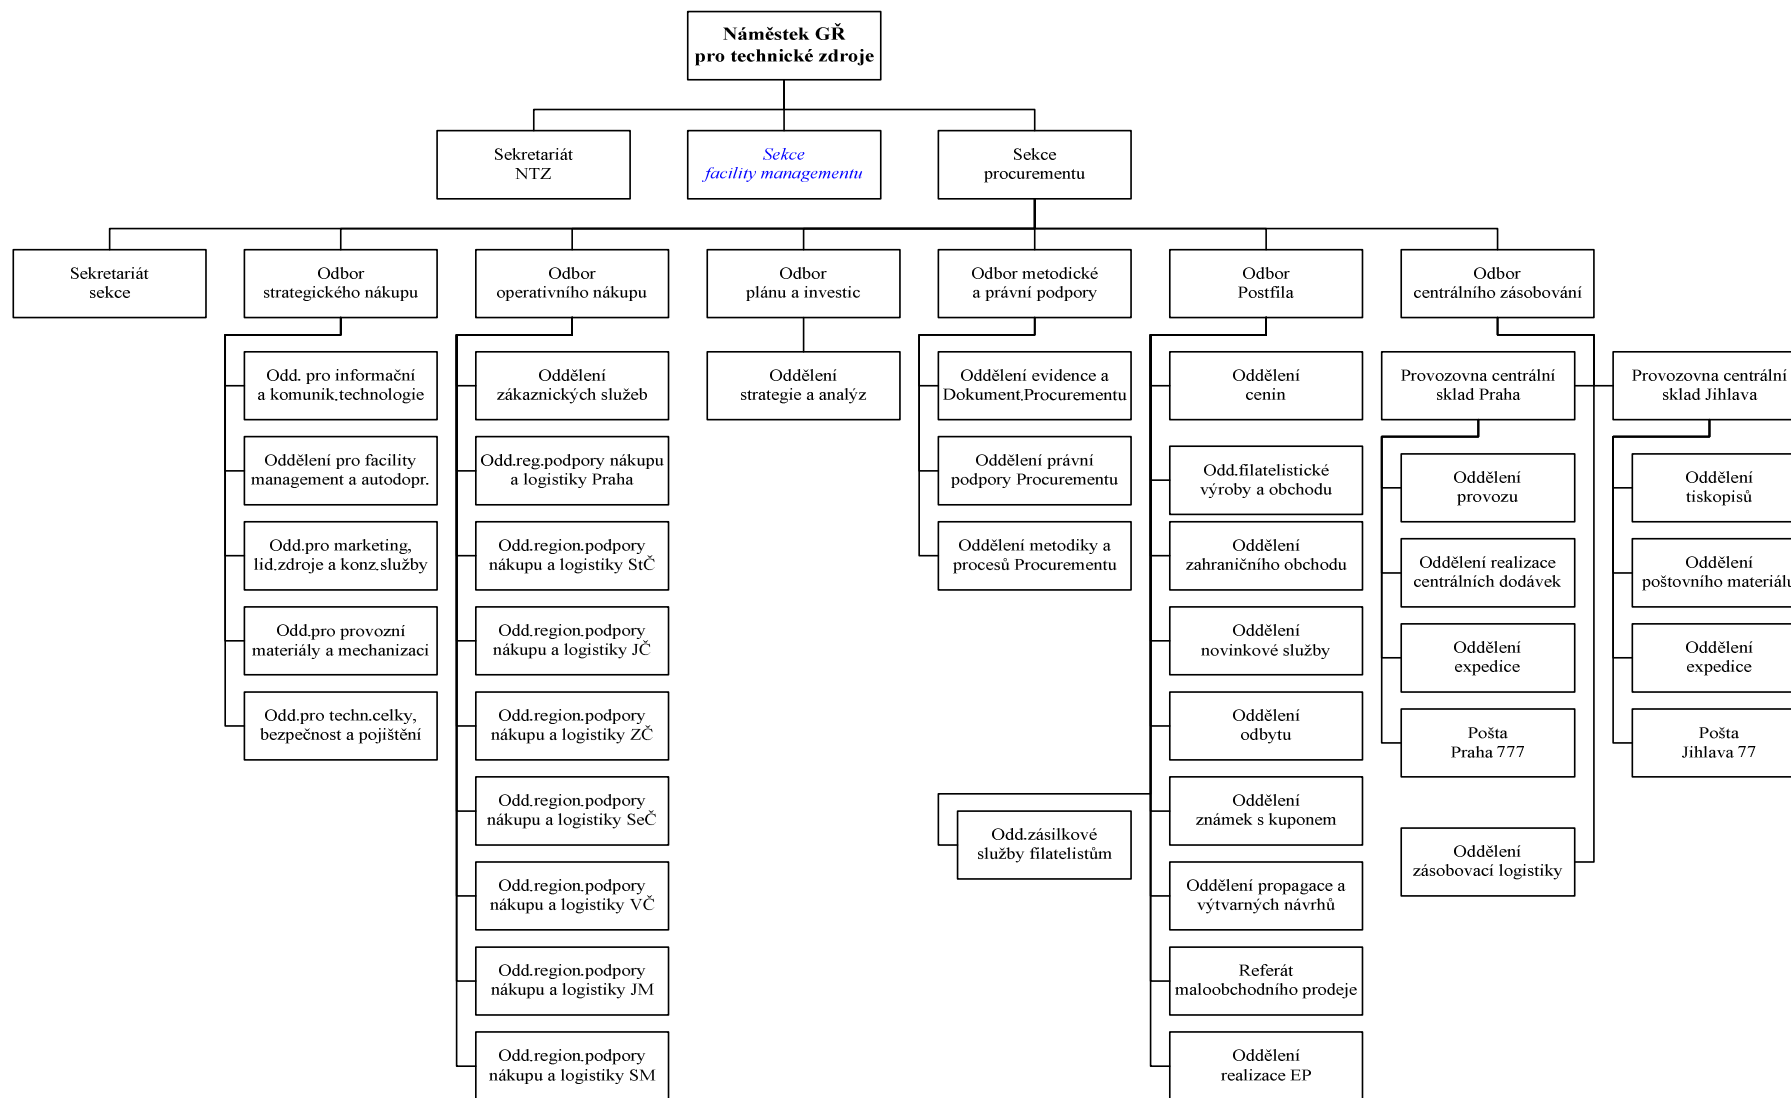 Náměstek GŘ
pro technické zdroje
Sekretariát
NTZ
Sekce
facility managementu
Sekce
procurementu
Sekretariát
sekce
Odbor
strategického nákupu
Odbor
operativního nákupu
Odbor
plánu a investic
Odbor metodické
a právní podpory
Odbor
Postfila
Odbor
centrálního zásobování
Odd. pro informační
a komunik.technologie
Oddělení pro facility
management a autodopr.
Odd.pro marketing,
lid.zdroje a konz.služby
Odd.pro provozní
materiály a mechanizaci
Odd.pro techn.celky,
bezpečnost a pojištění
Oddělení
zákaznických služeb
Odd.reg.podpory nákupu
a logistiky Praha
Odd.region.podpory
nákupu a logistiky StČ
Odd.region.podpory
nákupu a logistiky JČ
Odd.region.podpory
nákupu a logistiky ZČ
Odd.region.podpory
nákupu a logistiky SeČ
Odd.region.podpory
nákupu a logistiky VČ
Odd.region.podpory
nákupu a logistiky JM
Odd.region.podpory
nákupu a logistiky SM
Oddělení
strategie a analýz
Oddělení evidence a
Dokument.Procurementu
Oddělení právní
podpory Procurementu
Oddělení metodiky a
procesů Procurementu
Odd.zásilkové
služby filatelistům
Oddělení
cenin
Odd.filatelistické
výroby a obchodu
Oddělení
zahraničního obchodu
Oddělení
novinkové služby
Oddělení
odbytu
Oddělení
známek s kuponem
Oddělení propagace a
výtvarných návrhů
Referát
maloobchodního prodeje
Oddělení
realizace EP
Provozovna centrální
sklad Praha
Oddělení
provozu
Oddělení realizace
centrálních dodávek
Oddělení
expedice
Pošta
Praha 777
Oddělení
zásobovací logistiky
Provozovna centrální
sklad Jihlava
Oddělení
tiskopisů
Oddělení
poštovního materiálu
Oddělení
expedice
Pošta
Jihlava 77